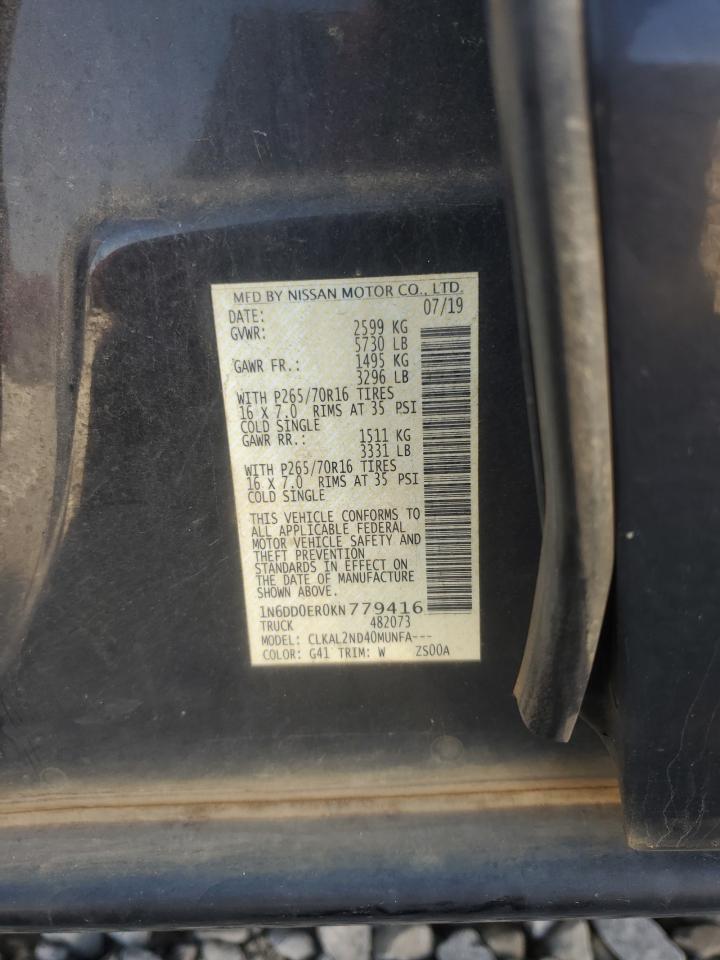 MFD BY NISSAN MOTOR CO., LTD.
DATE: 07/19
GVWR: 2599 KG
5730 LB
GAWR FR.: 1495 KG
3296 LB
WITH P265/70R16 TIRES
16 X 7.0 RIMS AT 35 PSI
COLD SINGLE
GAWR RR.: 1511 KG
3331 LB
WITH P265/70R16 TIRES
16 X 7.0 RIMS AT 35 PSI
COLD SINGLE
THIS VEHICLE CONFORMS TO
ALL APPLICABLE FEDERAL
MOTOR VEHICLE SAFETY AND
THEFT PREVENTION
STANDARDS IN EFFECT ON
THE DATE OF MANUFACTURE
SHOWN ABOVE.
1N6DD0ER0KN779416
TRUCK 482073
MODEL: CLKAL2ND40MUNFA---
COLOR: G41 TRIM: W ZS00A